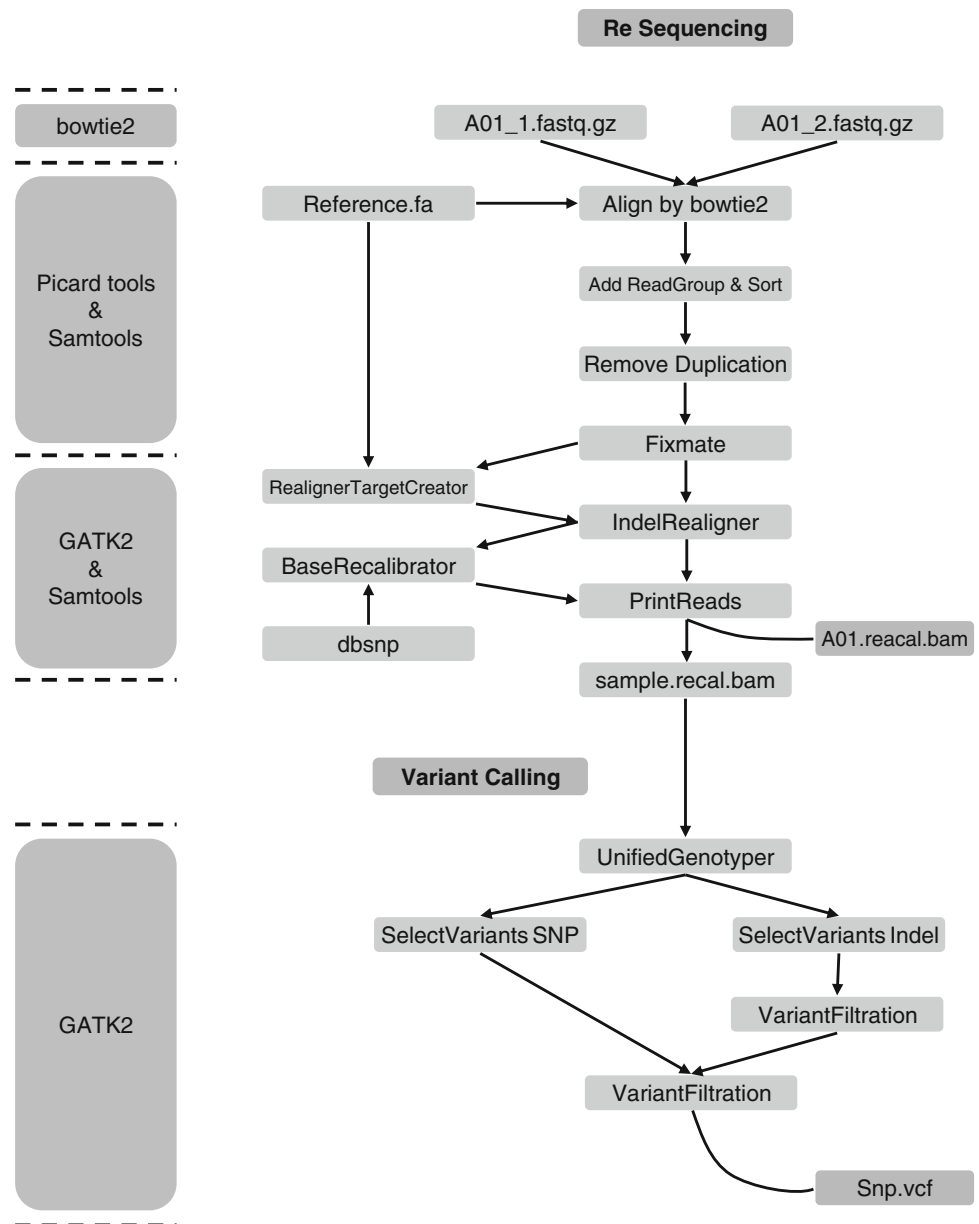 Re Sequencing
bowtie2
A01_1.fastq.gz
A01_2.fastq.gz
Reference.fa
Align by bowtie2
Picard tools
&
Samtools
Add ReadGroup & Sort
Remove Duplication
Fixmate
RealignerTargetCreator
IndelRealigner
GATK2
&
Samtools
BaseRecalibrator
PrintReads
dbsnp
A01.reacal.bam
sample.recal.bam
Variant Calling
UnifiedGenotyper
SelectVariants SNP
SelectVariants Indel
GATK2
VariantFiltration
VariantFiltration
Snp.vcf